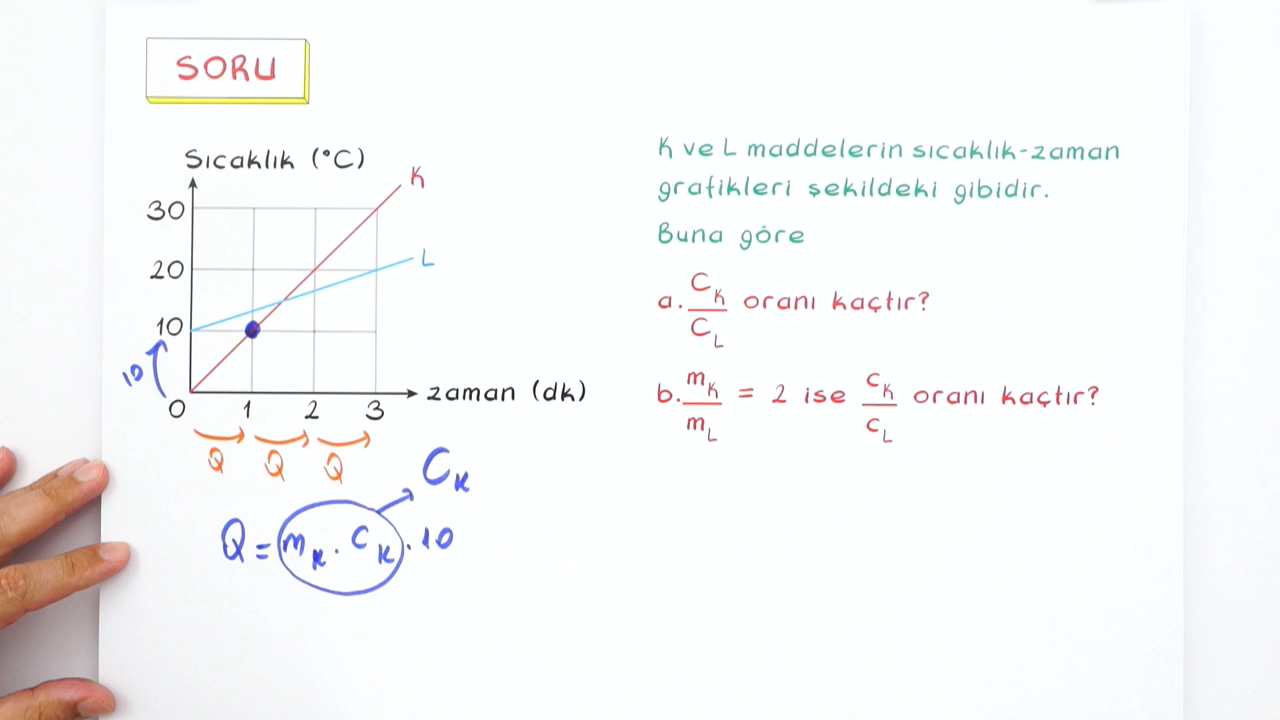 SORU
Sıcaklık (°C)
K
30
L
20
10
10
zaman (dk)
0 1 2 3
Q Q Q
C_K
Q = m_K . c_K . 10
K ve L maddelerin sıcaklık-zaman
grafikleri şekildeki gibidir.
Buna göre
a. C_K / C_L oranı kaçtır?
b. m_K / m_L = 2 ise c_K / c_L oranı kaçtır?